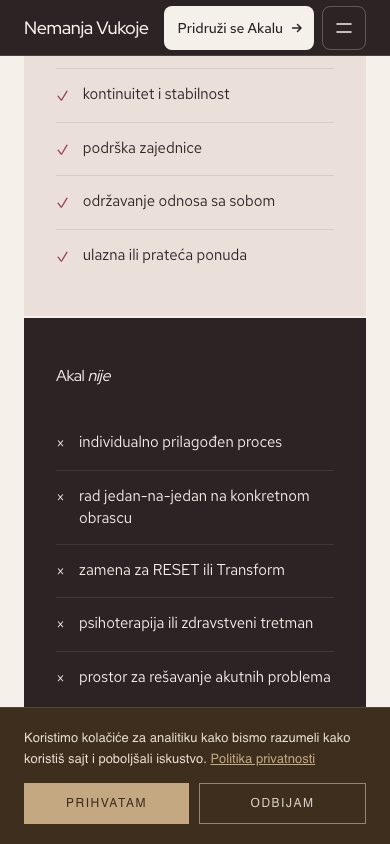 Nemanja Vukoje
Pridruži se Akalu →
✓ kontinuitet i stabilnost
✓ podrška zajednice
✓ održavanje odnosa sa sobom
✓ ulazna ili prateća ponuda
Akal nije
× individualno prilagođen proces
× rad jedan-na-jedan na konkretnom
obrascu
× zamena za RESET ili Transform
× psihoterapija ili zdravstveni tretman
× prostor za rešavanje akutnih problema
Koristimo kolačiće za analitiku kako bismo razumeli kako
koristiš sajt i poboljšali iskustvo. Politika privatnosti
PRIHVATAM
ODBIJAM